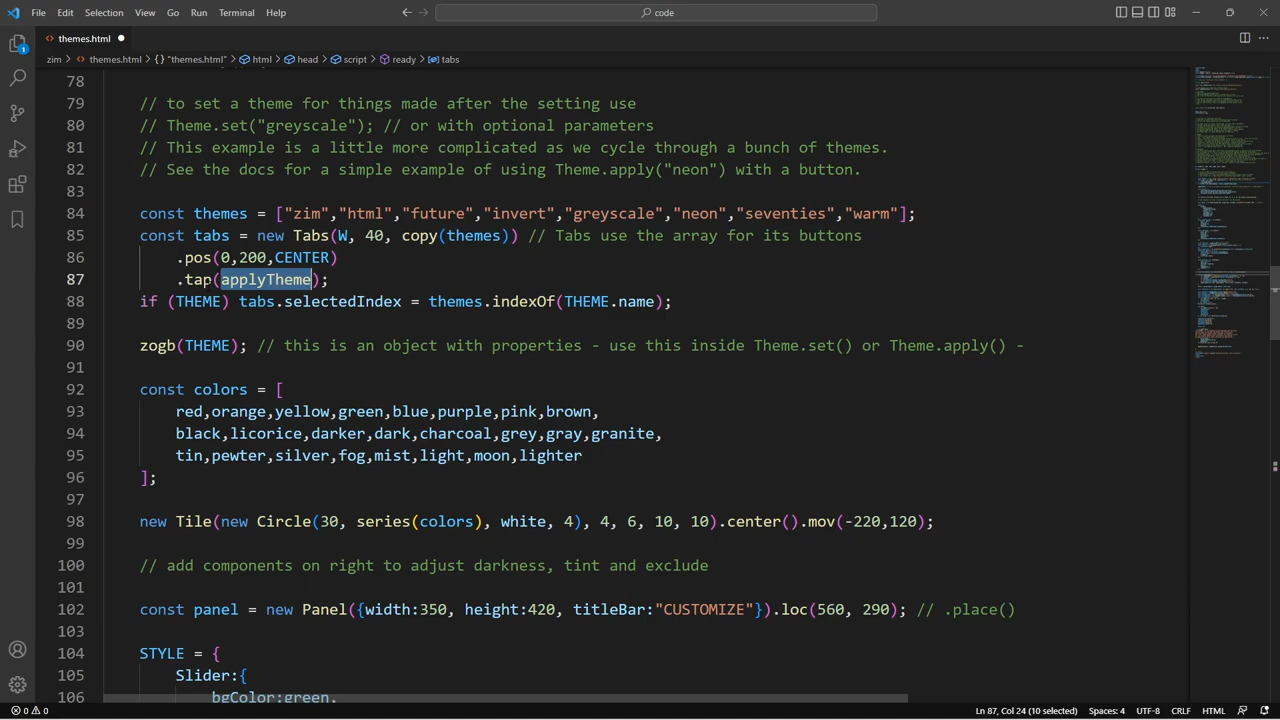 File Edit Selection View Go Run Terminal Help
code
themes.html
zim > themes.html > {} "themes.html" > html > head > script > ready > tabs
1
78
79 // to set a theme for things made after the setting use
80 // Theme.set("greyscale"); // or with optional parameters
81 // This example is a little more complicated as we cycle through a bunch of themes.
82 // See the docs for a simple example of using Theme.apply("neon") with a button.
83
84 const themes = ["zim","html","future","invert","greyscale","neon","seventies","warm"];
85 const tabs = new Tabs(W, 40, copy(themes)) // Tabs use the array for its buttons
86 .pos(0,200,CENTER)
87 .tap(applyTheme);
88 if (THEME) tabs.selectedIndex = themes.indexOf(THEME.name);
89
90 zogb(THEME); // this is an object with properties - use this inside Theme.set() or Theme.apply() -
91
92 const colors = [
93 red,orange,yellow,green,blue,purple,pink,brown,
94 black,licorice,darker,dark,charcoal,grey,gray,granite,
95 tin,pewter,silver,fog,mist,light,moon,lighter
96 ];
97
98 new Tile(new Circle(30, series(colors), white, 4), 4, 6, 10, 10).center().mov(-220,120);
99
100 // add components on right to adjust darkness, tint and exclude
101
102 const panel = new Panel({width:350, height:420, titleBar:"CUSTOMIZE"}).loc(560, 290); // .place()
103
104 STYLE = {
105 Slider:{
106 bgColor:green,
0 0 Ln 87, Col 24 (10 selected) Spaces: 4 UTF-8 CRLF HTML